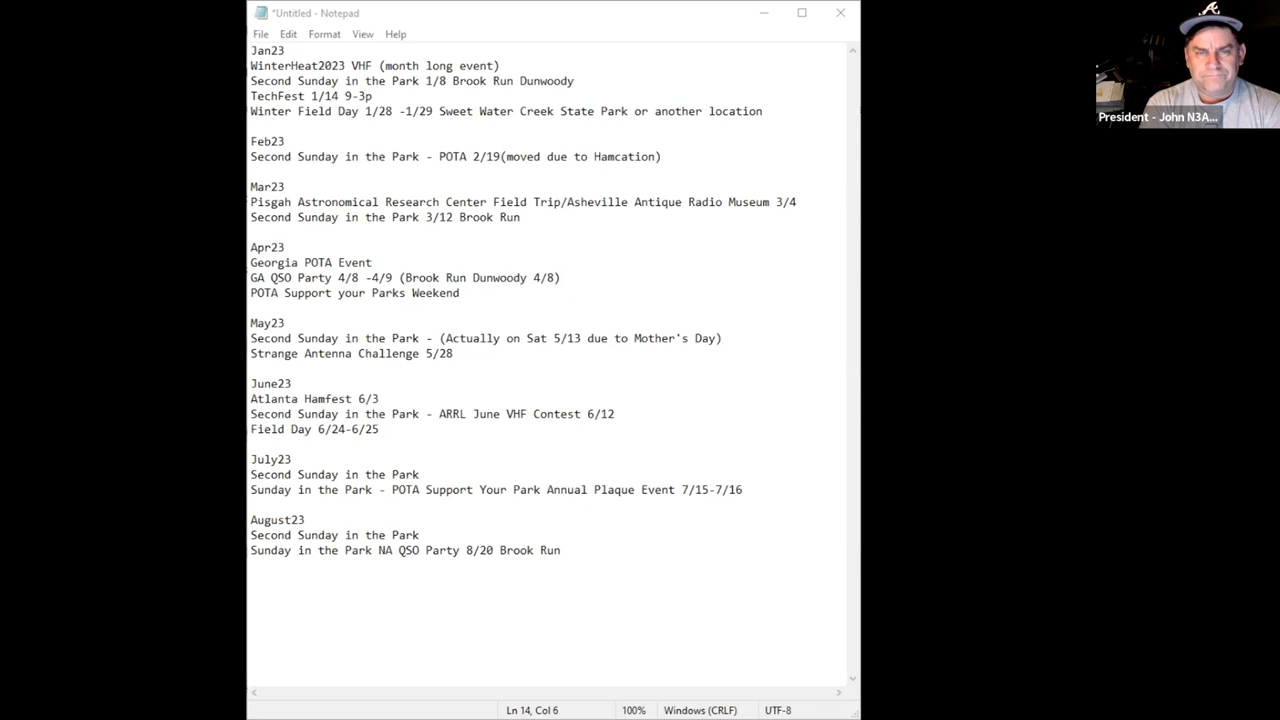 *Untitled - Notepad
File Edit Format View Help
Jan23
WinterHeat2023 VHF (month long event)
Second Sunday in the Park 1/8 Brook Run Dunwoody
TechFest 1/14 9-3p
Winter Field Day 1/28 -1/29 Sweet Water Creek State Park or another location
Feb23
Second Sunday in the Park - POTA 2/19(moved due to Hamcation)
Mar23
Pisgah Astronomical Research Center Field Trip/Asheville Antique Radio Museum 3/4
Second Sunday in the Park 3/12 Brook Run
Apr23
Georgia POTA Event
GA QSO Party 4/8 -4/9 (Brook Run Dunwoody 4/8)
POTA Support your Parks Weekend
May23
Second Sunday in the Park - (Actually on Sat 5/13 due to Mother's Day)
Strange Antenna Challenge 5/28
June23
Atlanta Hamfest 6/3
Second Sunday in the Park - ARRL June VHF Contest 6/12
Field Day 6/24-6/25
July23
Second Sunday in the Park
Sunday in the Park - POTA Support Your Park Annual Plaque Event 7/15-7/16
August23
Second Sunday in the Park
Sunday in the Park NA QSO Party 8/20 Brook Run
Ln 14, Col 6 100% Windows (CRLF) UTF-8
A
President - John N3A...